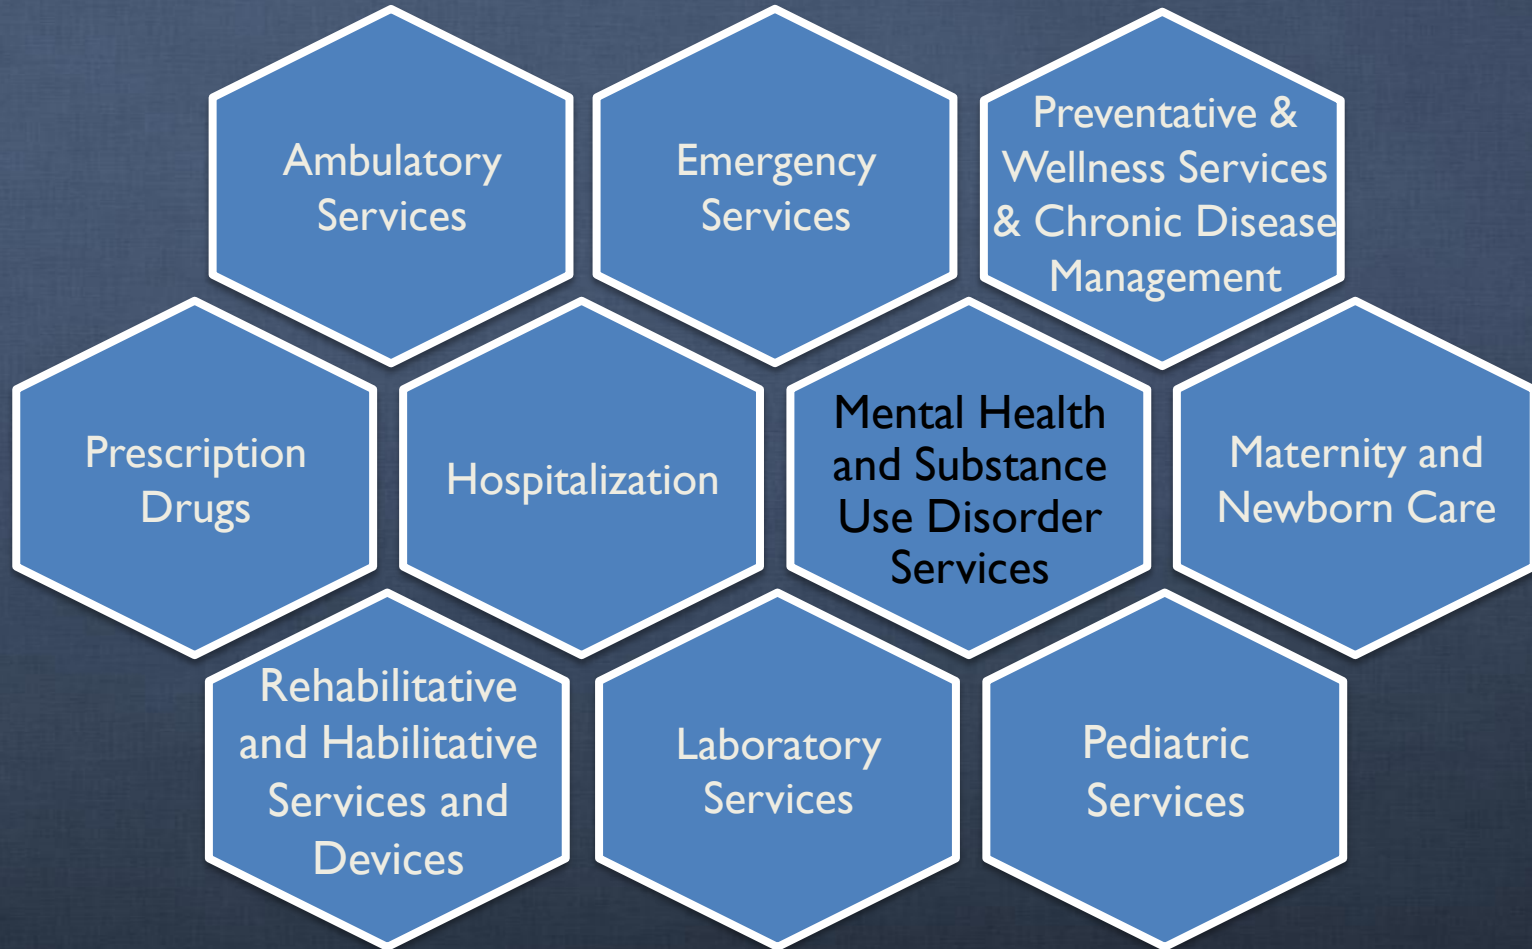 Ambulatory
Services
Emergency
Services
Preventative &
Wellness Services
& Chronic Disease
Management
Prescription
Drugs
Hospitalization
Mental Health
and Substance
Use Disorder
Services
Maternity and
Newborn Care
Rehabilitative
and Habilitative
Services and
Devices
Laboratory
Services
Pediatric
Services